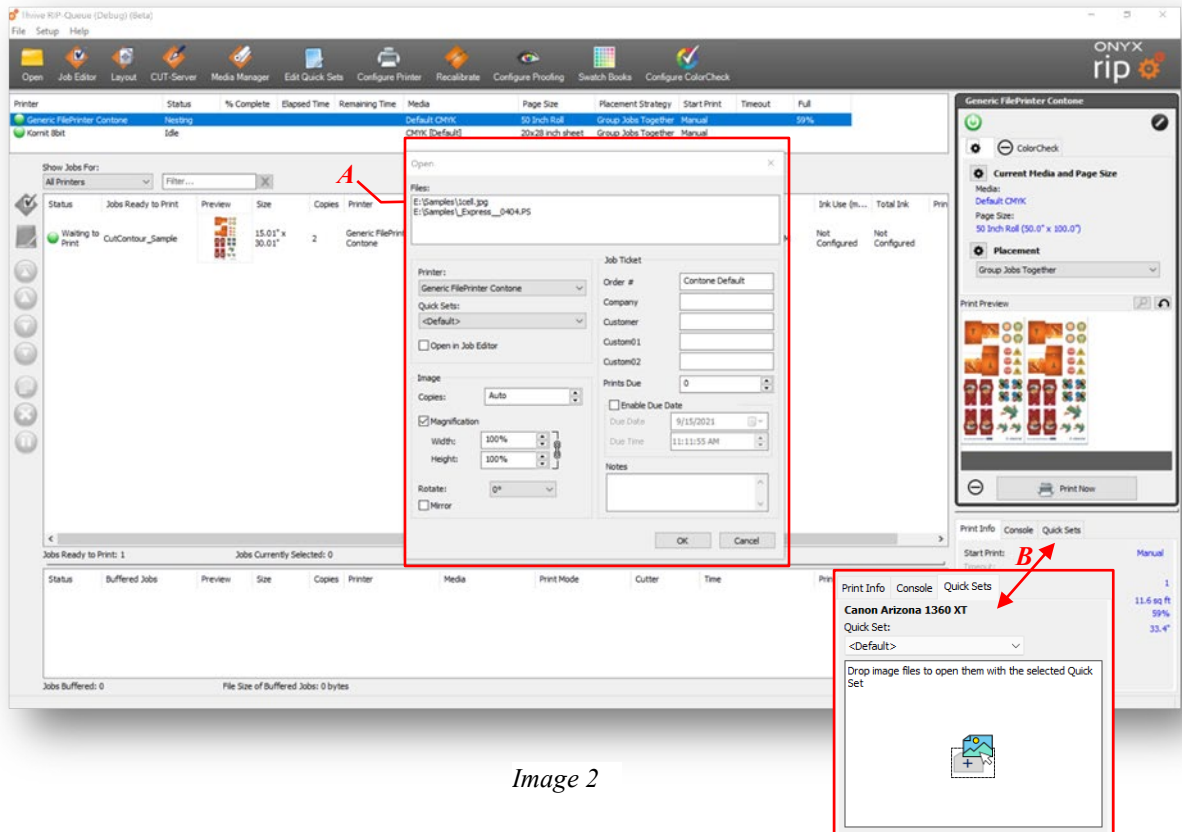 Thrive RIP-Queue (Debug) (Beta)
File Setup Help
Open Job Editor Layout CUT-Server Media Manager Edit Quick Sets Configure Printer Recalibrate Configure Proofing Swatch Books Configure ColorCheck
ONYX
rip
Printer Status % Complete Elapsed Time Remaining Time Media Page Size Placement Strategy Start Print Timeout Full
Generic FilePrinter Contone Nesting Default CMYK 50 Inch Roll Group Jobs Together Manual 59%
Kornit 8bit Idle CMYK [Default] 20x28 inch sheet Group Jobs Together Manual
Show Jobs For:
All Printers Filter...
Status Jobs Ready to Print Preview Size Copies Printer Ink Use (m... Total Ink Prin
Waiting to Print CutContour_Sample 15.01" x 30.01" 2 Generic FilePrint Contone M Not Configured Not Configured
Jobs Ready to Print: 1 Jobs Currently Selected: 0
Status Buffered Jobs Preview Size Copies Printer Media Print Mode Cutter Time Prin
Jobs Buffered: 0 File Size of Buffered Jobs: 0 bytes
A
Open
Files:
E:\Samples\1cell.jpg
E:\Samples\_Express__0404.PS
Printer:
Generic FilePrinter Contone
Quick Sets:
<Default>
Open in Job Editor
Image
Copies: Auto
Magnification
Width: 100%
Height: 100%
Rotate: 0°
Mirror
Job Ticket
Order # Contone Default
Company
Customer
Custom01
Custom02
Prints Due 0
Enable Due Date
Due Date 9/15/2021
Due Time 11:11:55 AM
Notes
OK Cancel
Generic FilePrinter Contone
ColorCheck
Current Media and Page Size
Media:
Default CMYK
Page Size:
50 Inch Roll (50.0" x 100.0")
Placement
Group Jobs Together
Print Preview
Print Now
Print Info Console Quick Sets
Start Print: Manual
Timeout:
1
11.6 sq ft
59%
33.4"
B
Print Info Console Quick Sets
Canon Arizona 1360 XT
Quick Set:
<Default>
Drop image files to open them with the selected Quick
Set
Image 2